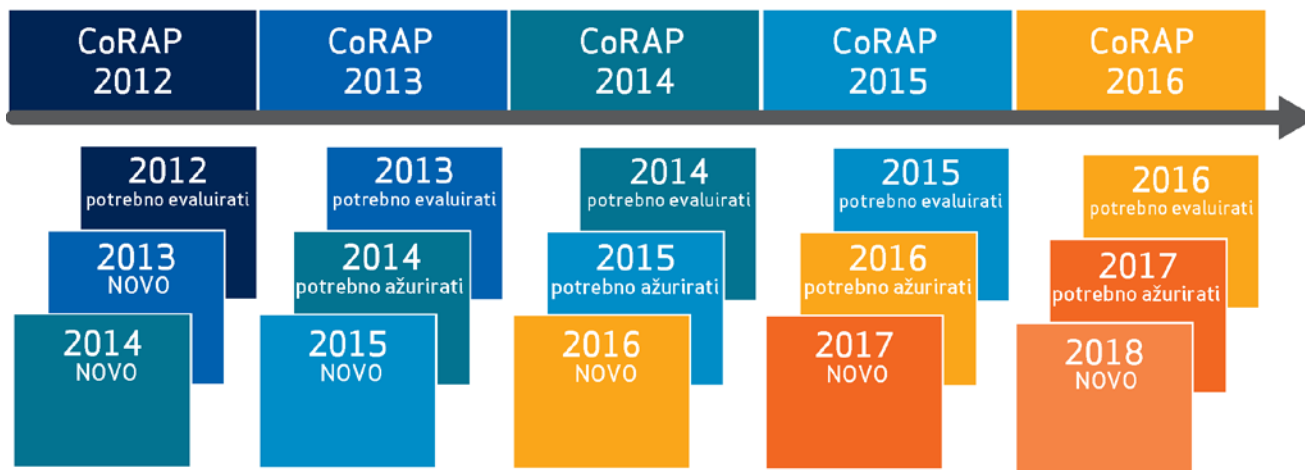 CoRAP
2012
CoRAP
2013
CoRAP
2014
CoRAP
2015
CoRAP
2016
2012
potrebno evaluirati
2013
NOVO
2014
NOVO
2013
potrebno evaluirati
2014
potrebno ažurirati
2015
NOVO
2014
potrebno evaluirati
2015
potrebno ažurirati
2016
NOVO
2015
potrebno evaluirati
2016
potrebno ažurirati
2017
NOVO
2016
potrebno evaluirati
2017
potrebno ažurirati
2018
NOVO